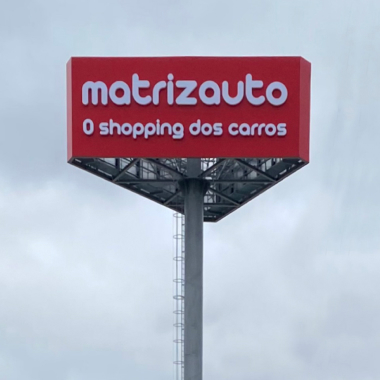 matrizauto
O shopping dos carros